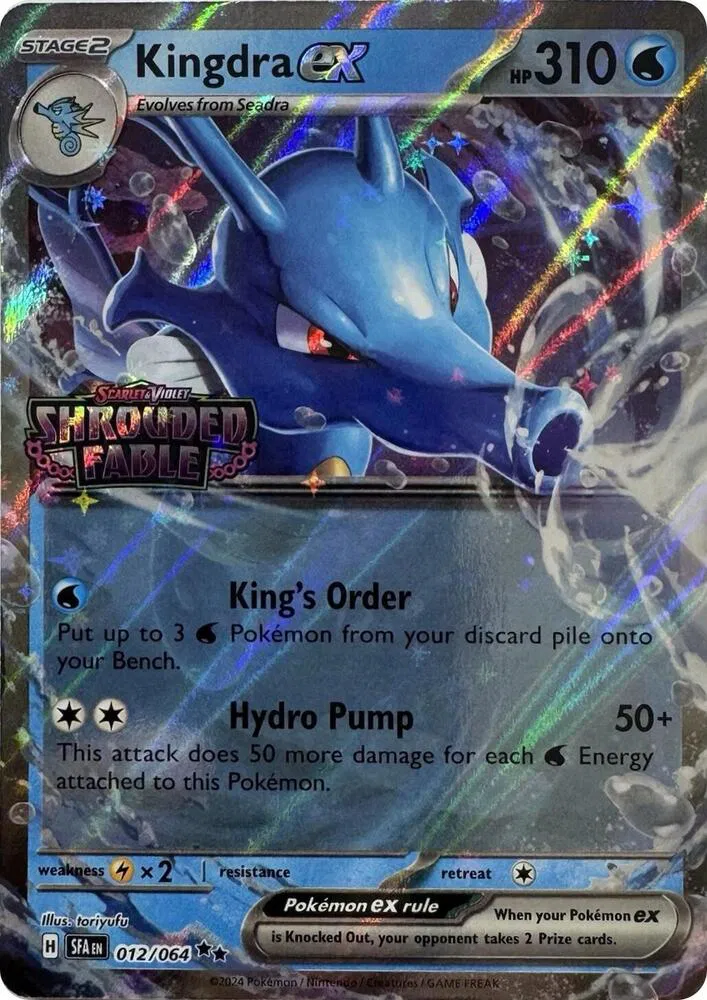 STAGE2
Kingdra ex
HP 310
Evolves from Seadra
SCARLET & VIOLET
SHROUDED
FABLE
King's Order
Put up to 3 Pokémon from your discard pile onto
your Bench.
Hydro Pump 50+
This attack does 50 more damage for each Energy
attached to this Pokémon.
weakness ×2 resistance retreat
Illus. toriyufu
Pokémon ex rule
When your Pokémon ex
is Knocked Out, your opponent takes 2 Prize cards.
H SFA EN 012/064
©2024 Pokémon / Nintendo / Creatures / GAME FREAK